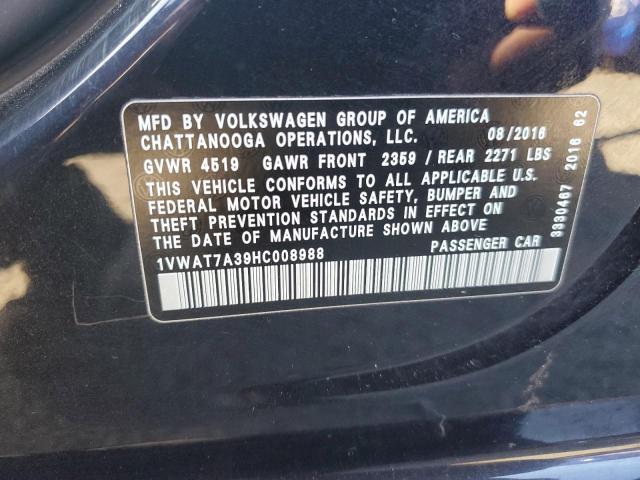 MFD BY VOLKSWAGEN GROUP OF AMERICA
CHATTANOOGA OPERATIONS, LLC. 08/2016
GVWR 4519 GAWR FRONT 2359 / REAR 2271 LBS
THIS VEHICLE CONFORMS TO ALL APPLICABLE U.S.
FEDERAL MOTOR VEHICLE SAFETY, BUMPER AND
THEFT PREVENTION STANDARDS IN EFFECT ON
THE DATE OF MANUFACTURE SHOWN ABOVE
1VWAT7A39HC008988 PASSENGER CAR
3330467 2016 62